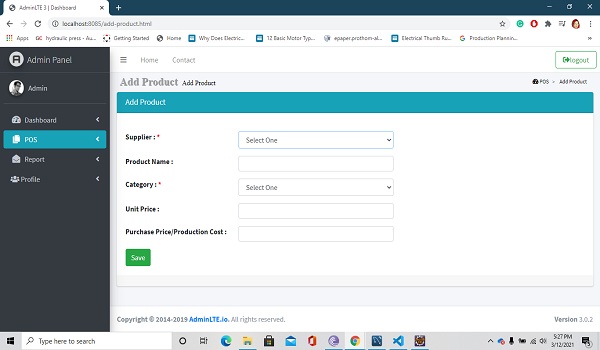 AdminLTE 3 | Dashboard
localhost:8085/add-product.html
Apps
hydraulic press - Au...
Getting Started
Home
Why Does Electric...
12 Basic Motor Typ...
epaper.prothom-al...
Electrical Thumb Ru...
Production Plannin...
Admin Panel
Home Contact
logout
Admin
Add Product Add Product
POS > Add Product
Add Product
Dashboard
POS
Report
Profile
Supplier : *
Select One
Product Name :
Category : *
Select One
Unit Price :
Purchase Price/Production Cost :
Save
Copyright © 2014-2019 AdminLTE.io. All rights reserved.
Version 3.0.2
Type here to search
5:27 PM
3/12/2021